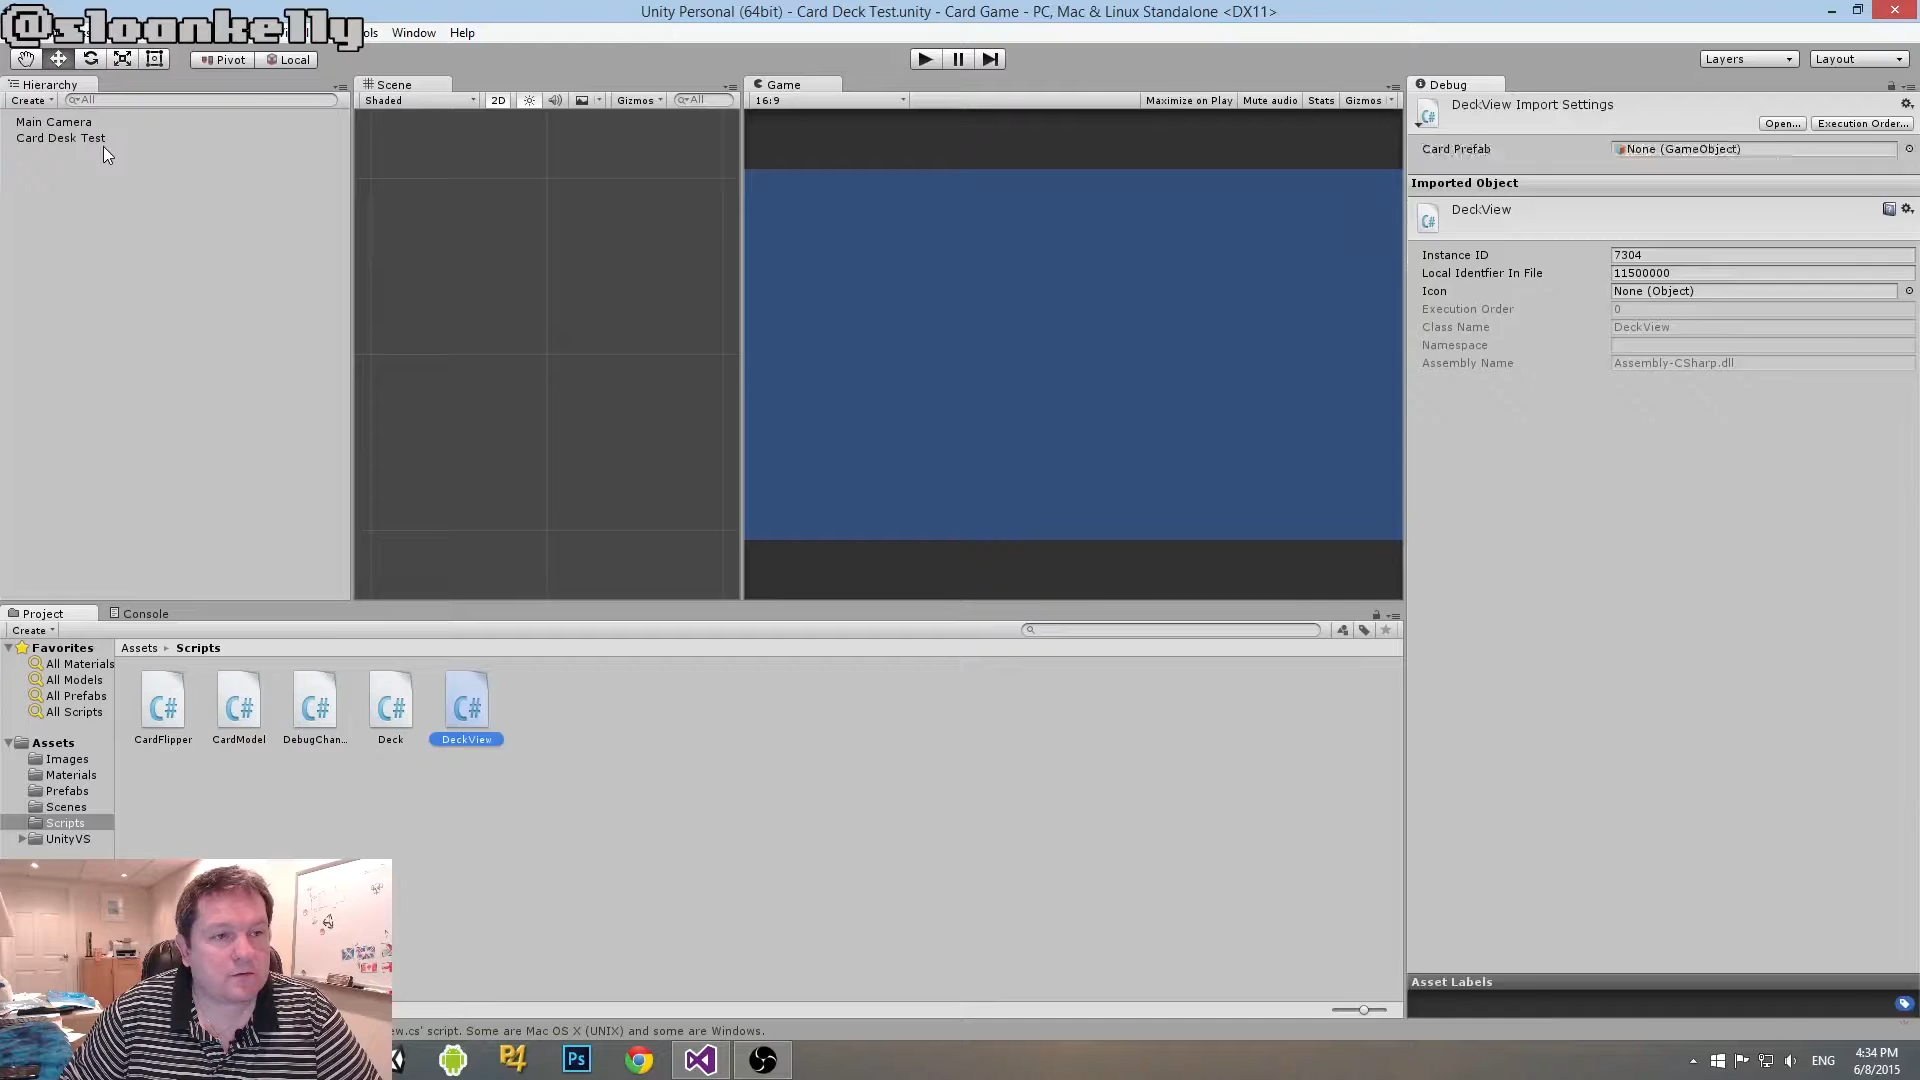 Unity Personal (64bit) - Card Deck Test.unity - Card Game - PC, Mac & Linux Standalone <DX11>
@sloankelly
ols Window Help
Pivot Local
Layers Layout
Hierarchy
Create All
Main Camera
Card Desk Test
Scene
Shaded 2D Gizmos All
Game
16:9 Maximize on Play Mute audio Stats Gizmos
Debug
DeckView Import Settings
Open... Execution Order...
Card Prefab None (GameObject)
Imported Object
DeckView
Instance ID 7304
Local Identfier In File 11500000
Icon None (Object)
Execution Order 0
Class Name DeckView
Namespace
Assembly Name Assembly-CSharp.dll
Project Console
Create
Favorites
All Materials
All Models
All Prefabs
All Scripts
Assets
Images
Materials
Prefabs
Scenes
Scripts
UnityVS
Assets Scripts
C# C# C# C# C#
CardFlipper CardModel DebugChan... Deck DeckView
Asset Labels
ew.cs' script. Some are Mac OS X (UNIX) and some are Windows.
Ps
ENG
4:34 PM
6/8/2015